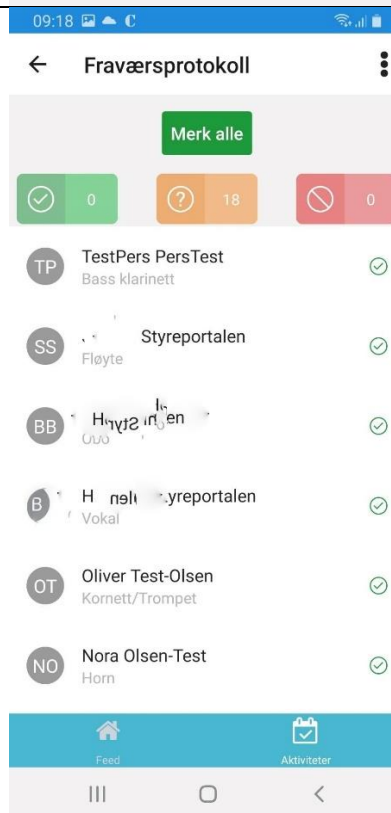 09:18
Fraværsprotokoll
Merk alle
0
18
0
TP
TestPers PersTest
Bass klarinett
SS
Styreportalen
Fløyte
BB
B
Vokal
OT
Oliver Test-Olsen
Kornett/Trompet
NO
Nora Olsen-Test
Horn
Feed
Aktiviteter